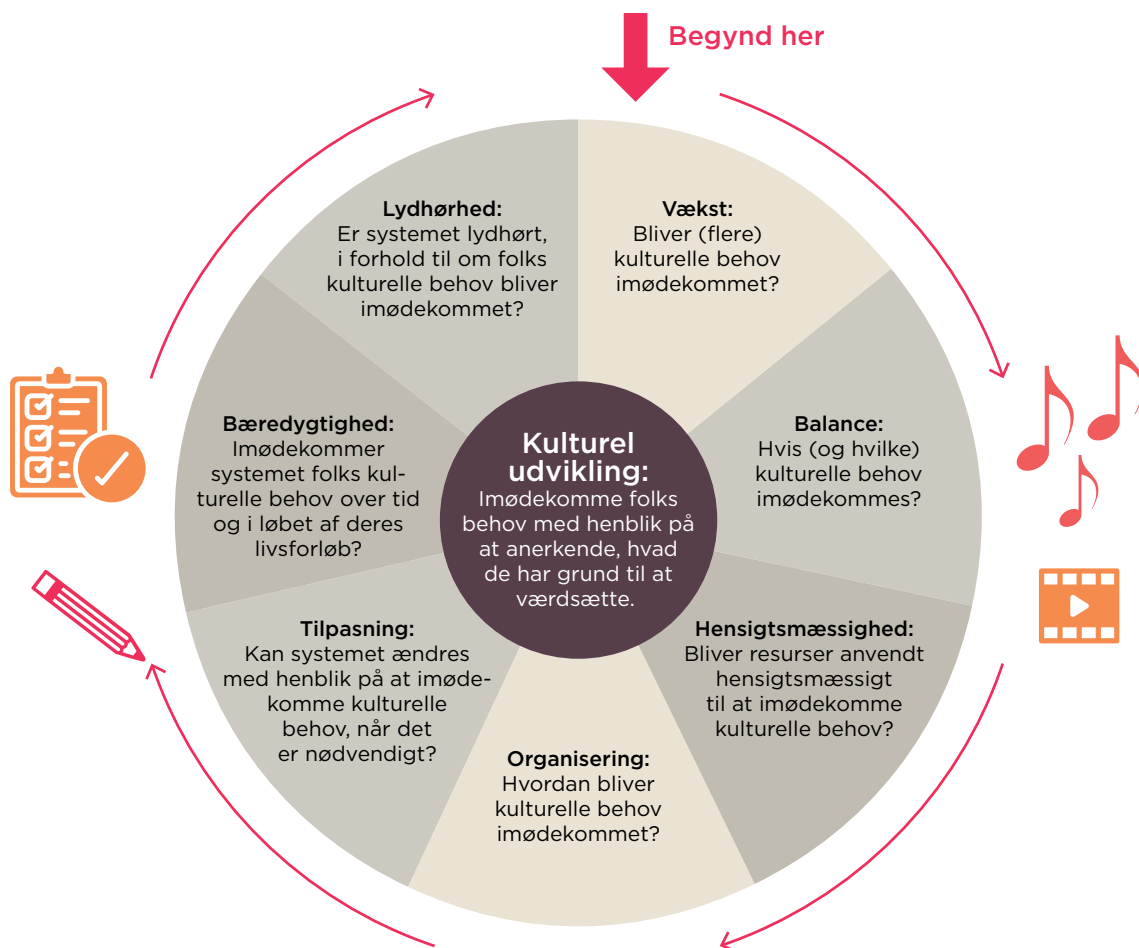 Begynd her
Vækst:
Bliver (flere)
kulturelle behov
imødekommet?
Balance:
Hvis (og hvilke)
kulturelle behov
imødekommes?
Hensigtsmæssighed:
Bliver resurser anvendt
hensigtsmæssigt
til at imødekomme
kulturelle behov?
Organisering:
Hvordan bliver
kulturelle behov
imødekommet?
Tilpasning:
Kan systemet ændres
med henblik på at imøde-
komme kulturelle
behov, når det
er nødvendigt?
Bæredygtighed:
Imødekommer
systemet folks kul-
turelle behov over tid
og i løbet af deres
livsforløb?
Lydhørhed:
Er systemet lydhørt,
i forhold til om folks
kulturelle behov bliver
imødekommet?
Kulturel
udvikling:
Imødekomme folks
behov med henblik på
at anerkende, hvad
de har grund til at
værdsætte.